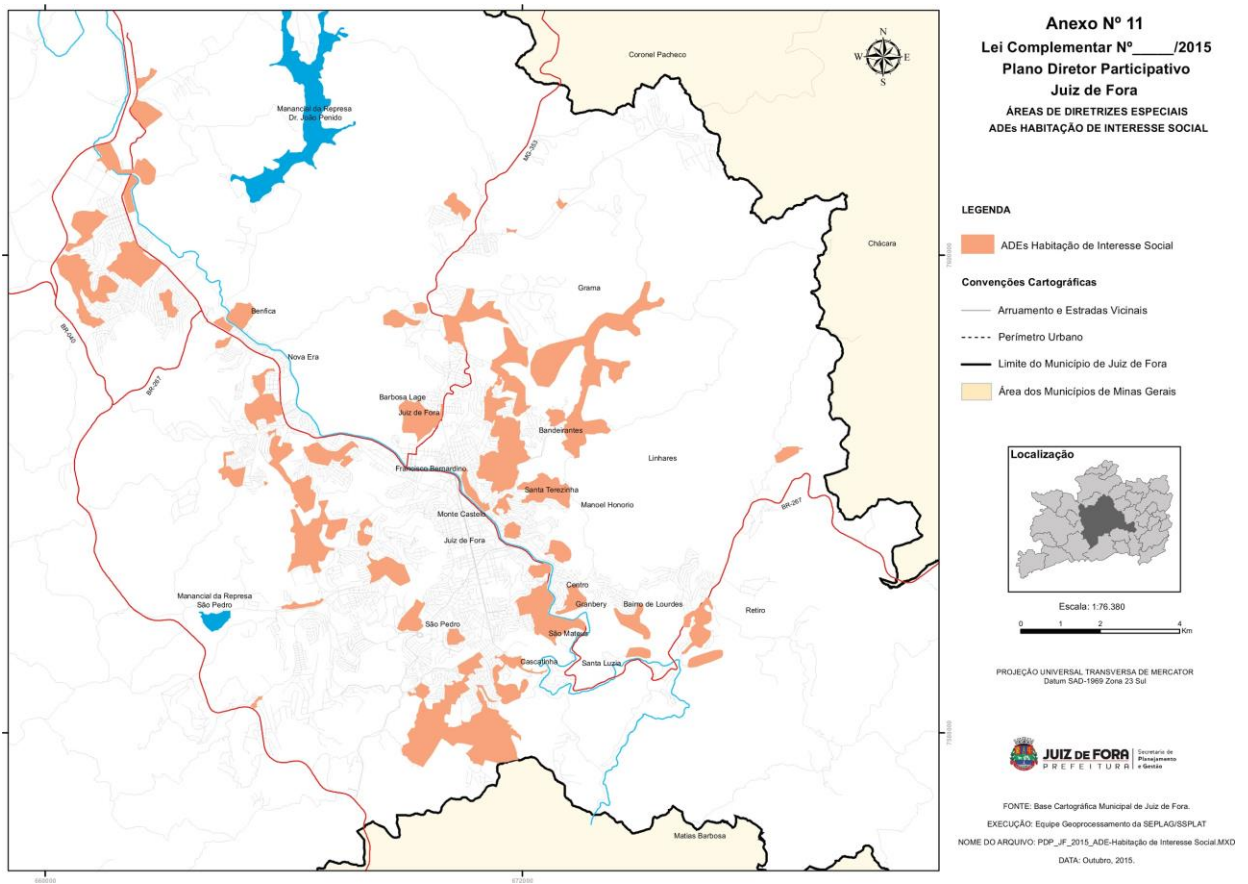 Anexo Nº 11
Lei Complementar Nº_____/2015
Plano Diretor Participativo
Juiz de Fora
ÁREAS DE DIRETRIZES ESPECIAIS
ADEs HABITAÇÃO DE INTERESSE SOCIAL
LEGENDA
ADEs Habitação de Interesse Social
Convenções Cartográficas
Arruamento e Estradas Vicinais
Perímetro Urbano
Limite do Município de Juiz de Fora
Área dos Municípios de Minas Gerais
Localização
Escala: 1:76.380
0 1 2 4
Km
PROJEÇÃO UNIVERSAL TRANSVERSA DE MERCATOR
Datum SAD-1969 Zona 23 Sul
JUIZ DE FORA
PREFEITURA
Secretaria de
Planejamento
e Gestão
FONTE: Base Cartográfica Municipal de Juiz de Fora.
EXECUÇÃO: Equipe Geoprocessamento da SEPLAG/SSPLAT
NOME DO ARQUIVO: PDP_JF_2015_ADE-Habitação de Interesse Social.MXD
DATA: Outubro, 2015.
N
W
E
S
Coronel Pacheco
Manancial da Represa
Dr. João Penido
MG-353
Chácara
Grama
Benfica
BR-040
Nova Era
BR-267
Barbosa Lage
Juiz de Fora
Bandeirantes
Linhares
Francisco Bernardino
Santa Terezinha
Manoel Honorio
BR-267
Monte Castelo
Juiz de Fora
Manancial da Represa
São Pedro
Centro
Granbery
Bairro de Lourdes
Retiro
São Pedro
São Mateus
Cascatinha
Santa Luzia
Matias Barbosa
660000
672000